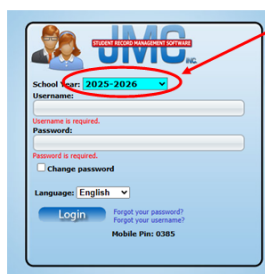 STUDENT RECORD MANAGEMENT SOFTWARE
JMC
INC.
School Year: 2025-2026
Username:
Username is required.
Password:
Password is required.
Change password
Language: English
Login
Forgot your password?
Forgot your username?
Mobile Pin: 0385